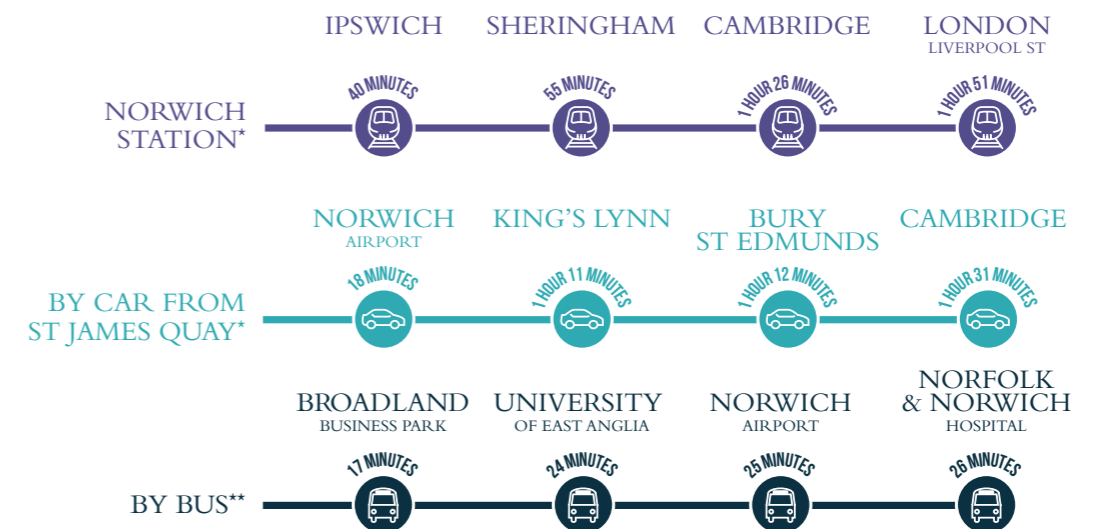 IPSWICH
SHERINGHAM
CAMBRIDGE
LONDON
LIVERPOOL ST
40 MINUTES
55 MINUTES
1 HOUR 26 MINUTES
1 HOUR 51 MINUTES
NORWICH
STATION*
NORWICH
AIRPORT
KING’S LYNN
BURY
ST EDMUNDS
CAMBRIDGE
18 MINUTES
1 HOUR 11 MINUTES
1 HOUR 12 MINUTES
1 HOUR 31 MINUTES
BY CAR FROM
ST JAMES QUAY*
BROADLAND
BUSINESS PARK
UNIVERSITY
OF EAST ANGLIA
NORWICH
AIRPORT
NORFOLK
& NORWICH
HOSPITAL
17 MINUTES
24 MINUTES
25 MINUTES
26 MINUTES
BY BUS**